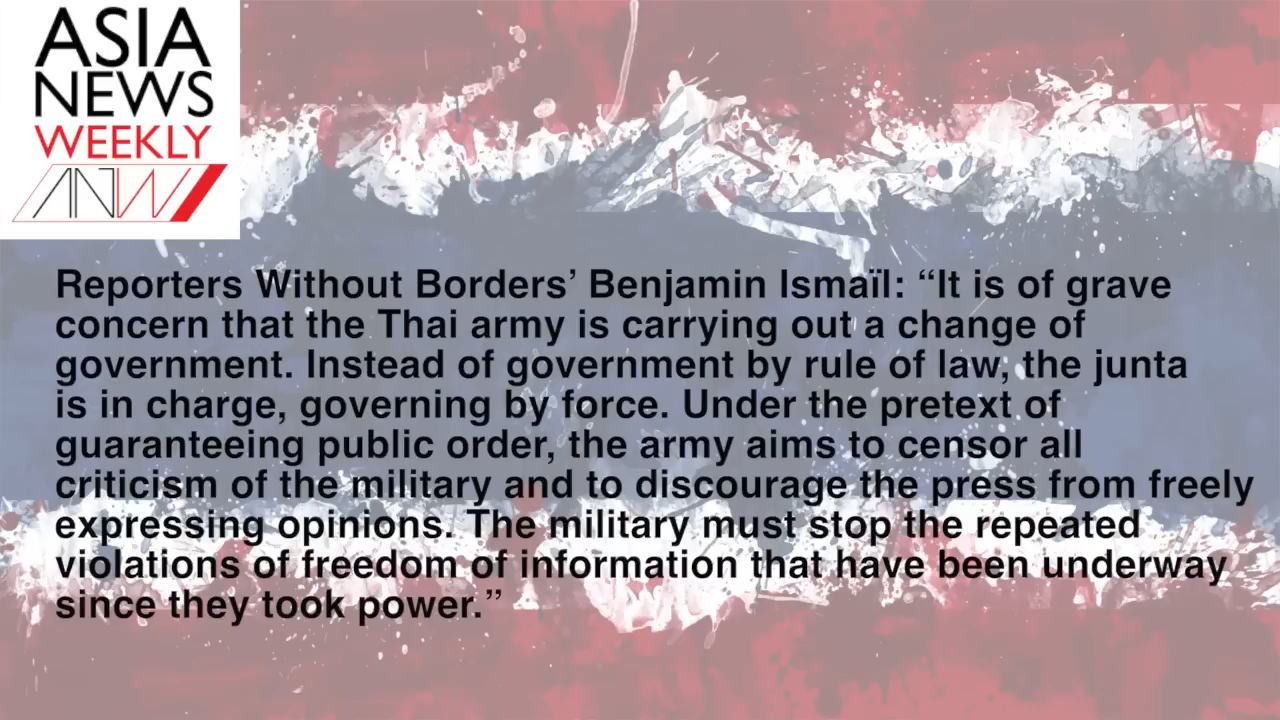 ASIA
NEWS
WEEKLY
ANW
Reporters Without Borders’ Benjamin Ismaïl: “It is of grave
concern that the Thai army is carrying out a change of
government. Instead of government by rule of law, the junta
is in charge, governing by force. Under the pretext of
guaranteeing public order, the army aims to censor all
criticism of the military and to discourage the press from freely
expressing opinions. The military must stop the repeated
violations of freedom of information that have been underway
since they took power.”